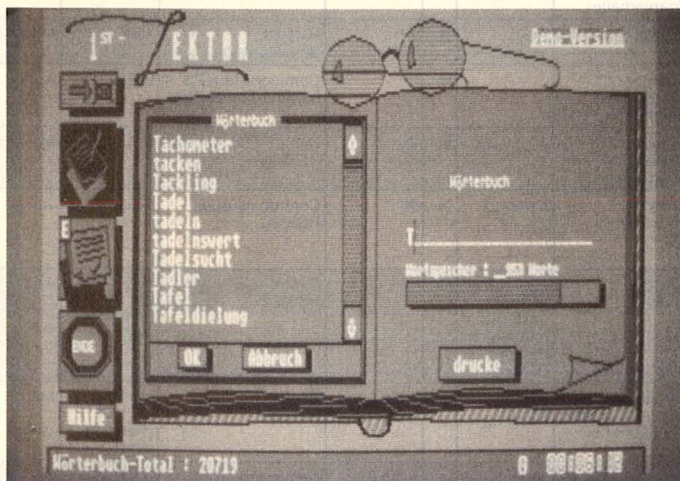 1ST-LEKTOR
Demo-Version
Wörterbuch
Tachometer
tacken
Tackling
Tadel
tadeln
tadelnswert
Tadelsucht
Tadler
Tafel
Tafeldielung
OK Abbruch
Wörterbuch
T
Wortspeicher : __953 Worte
drucke
E
ENDE
Hilfe
Wörterbuch-Total : 20719